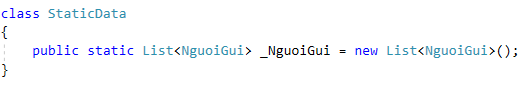 class StaticData
{
    public static List<NguoiGui> _NguoiGui = new List<NguoiGui>();
}